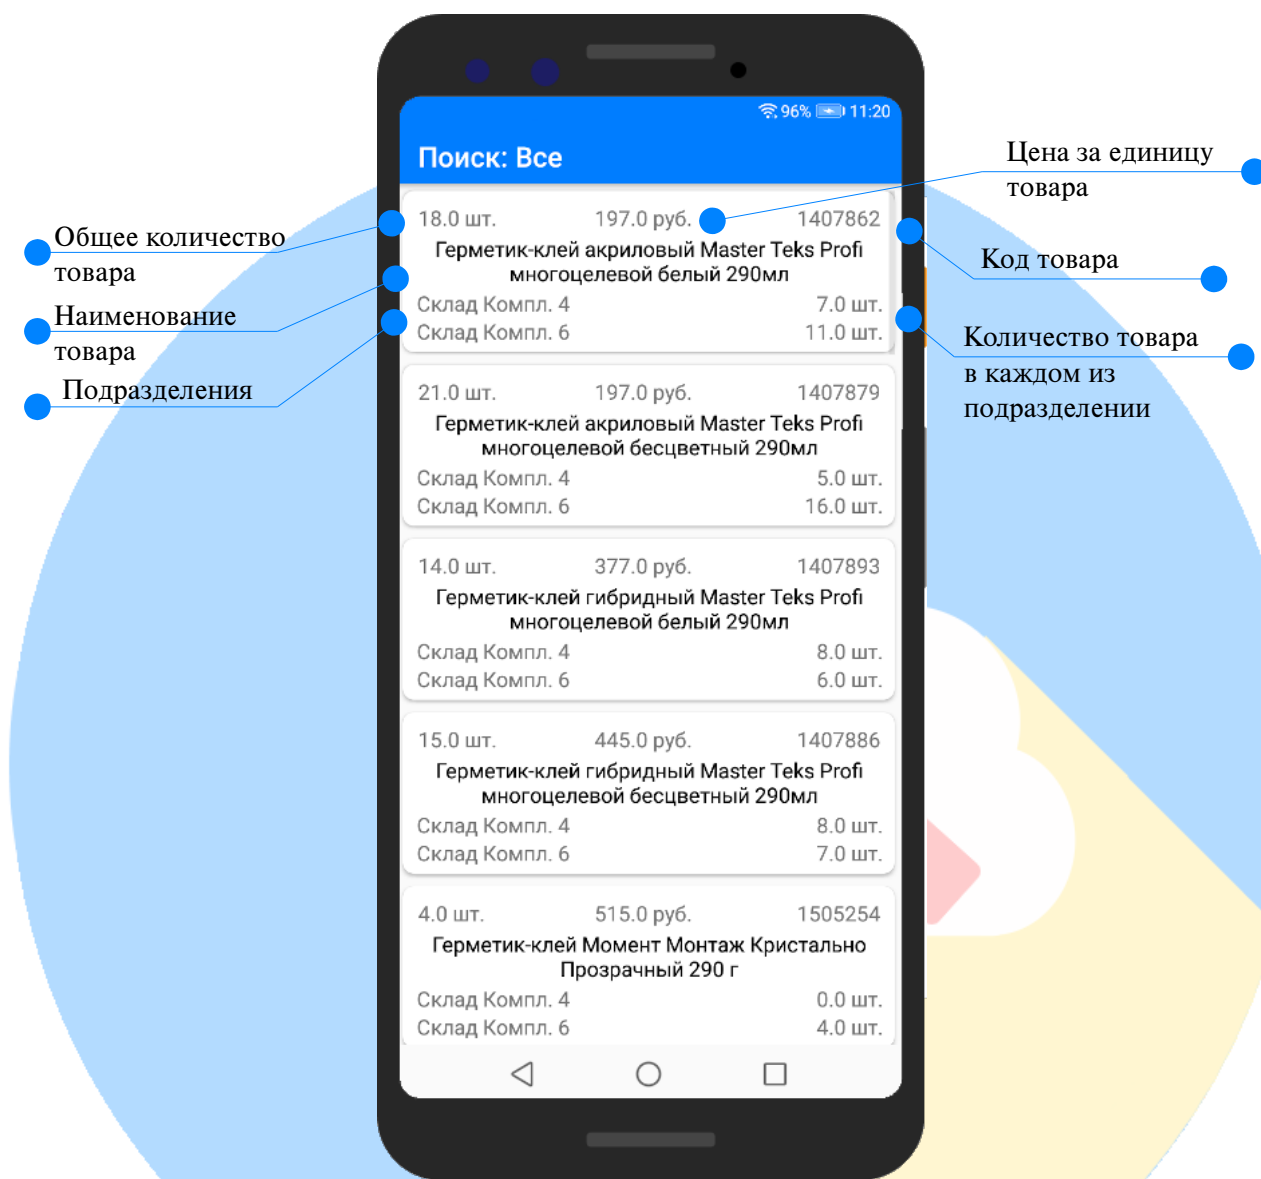 96% 11:20
Поиск: Все
Общее количество
товара
Наименование
товара
Подразделения
18.0 шт. 197.0 руб. 1407862
Герметик-клей акриловый Master Teks Profi
многоцелевой белый 290мл
Склад Компл. 4 7.0 шт.
Склад Компл. 6 11.0 шт.
21.0 шт. 197.0 руб. 1407879
Герметик-клей акриловый Master Teks Profi
многоцелевой бесцветный 290мл
Склад Компл. 4 5.0 шт.
Склад Компл. 6 16.0 шт.
14.0 шт. 377.0 руб. 1407893
Герметик-клей гибридный Master Teks Profi
многоцелевой белый 290мл
Склад Компл. 4 8.0 шт.
Склад Компл. 6 6.0 шт.
15.0 шт. 445.0 руб. 1407886
Герметик-клей гибридный Master Teks Profi
многоцелевой бесцветный 290мл
Склад Компл. 4 8.0 шт.
Склад Компл. 6 7.0 шт.
4.0 шт. 515.0 руб. 1505254
Герметик-клей Момент Монтаж Кристально
Прозрачный 290 г
Склад Компл. 4 0.0 шт.
Склад Компл. 6 4.0 шт.
Цена за единицу
товара
Код товара
Количество товара
в каждом из
подразделении